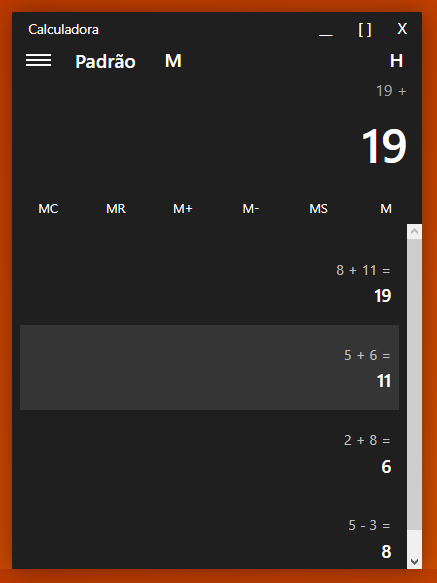 Calculadora __ [ ] X
Padrão M H
19 +
19
MC MR M+ M- MS M
8 + 11 =
19
5 + 6 =
11
2 + 8 =
6
5 - 3 =
8